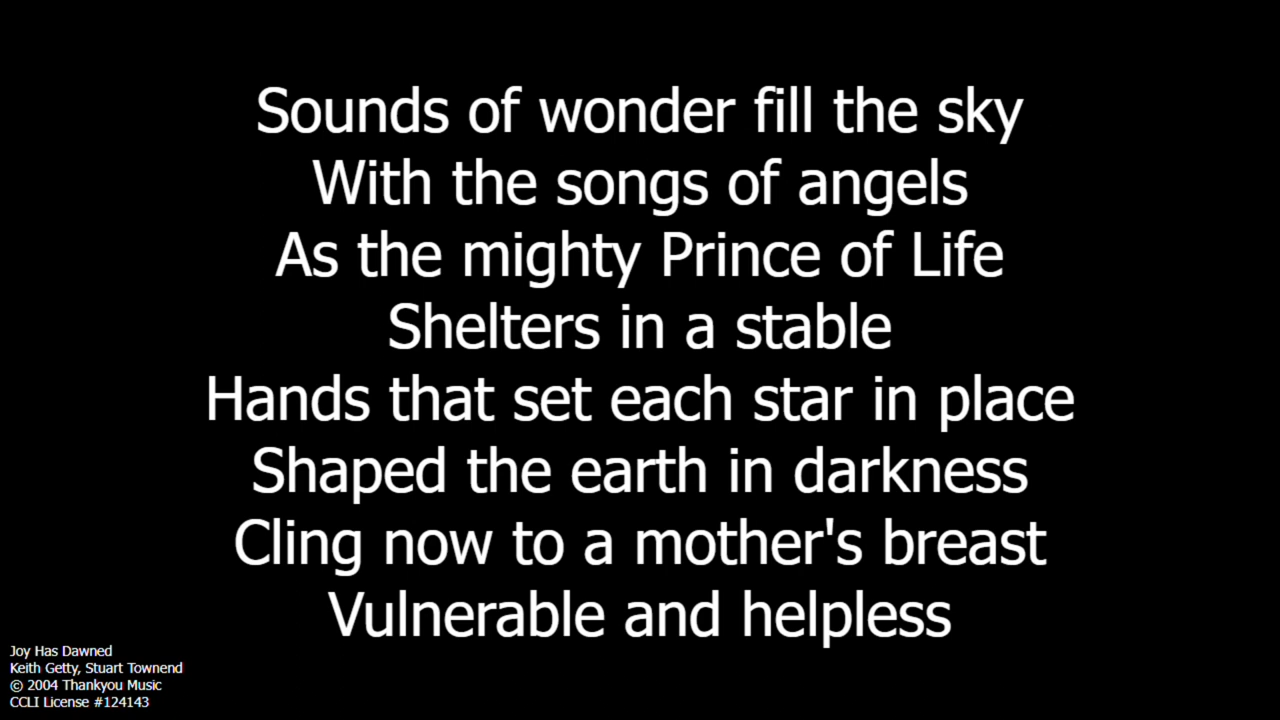 Sounds of wonder fill the sky
With the songs of angels
As the mighty Prince of Life
Shelters in a stable
Hands that set each star in place
Shaped the earth in darkness
Cling now to a mother's breast
Vulnerable and helpless
Joy Has Dawned
Keith Getty, Stuart Townend
© 2004 Thankyou Music
CCLI License #124143